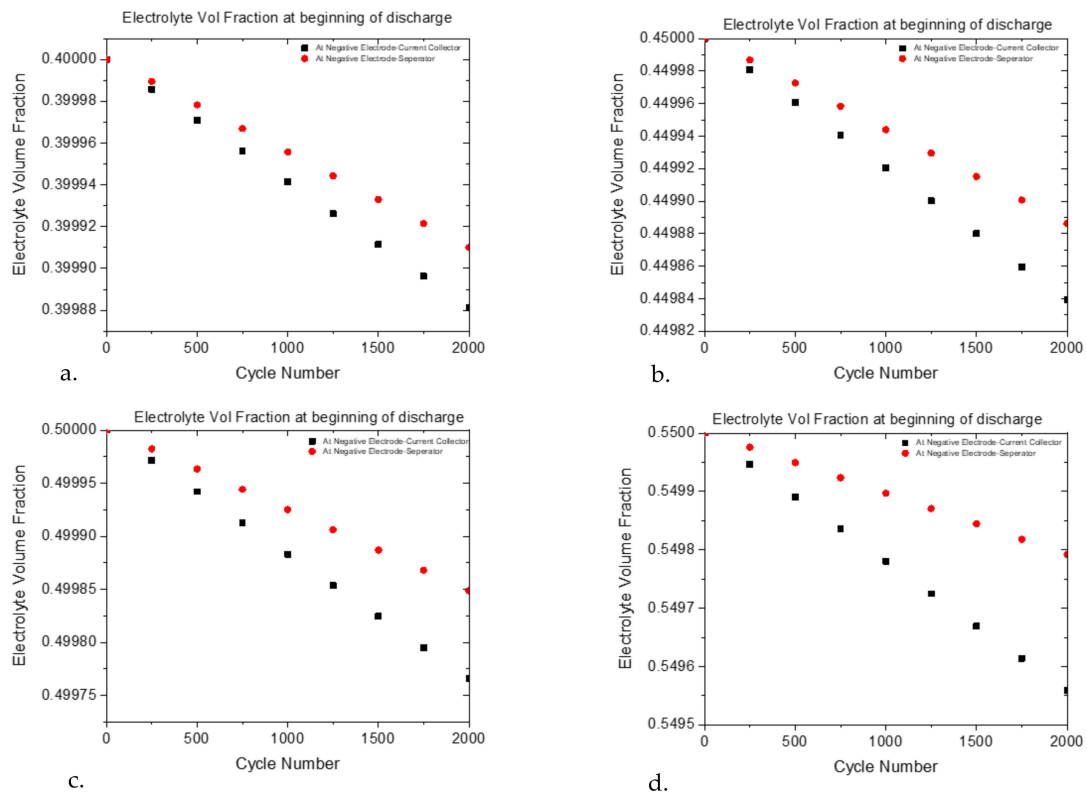 Electrolyte Vol Fraction at beginning of discharge
At Negative Electrode-Current Collector
At Negative Electrode-Seperator
Electrolyte Volume Fraction
0.40000
0.39998
0.39996
0.39994
0.39992
0.39990
0.39988
0
500
1000
1500
2000
Cycle Number
a.
Electrolyte Vol Fraction at beginning of discharge
At Negative Electrode-Current Collector
At Negative Electrode-Seperator
Electrolyte Volume Fraction
0.45000
0.44998
0.44996
0.44994
0.44992
0.44990
0.44988
0.44986
0.44984
0.44982
0
500
1000
1500
2000
Cycle Number
b.
Electrolyte Vol Fraction at beginning of discharge
At Negative Electrode-Current Collector
At Negative Electrode-Seperator
Electrolyte Volume Fraction
0.50000
0.49995
0.49990
0.49985
0.49980
0.49975
0
500
1000
1500
2000
Cycle Number
c.
Electrolyte Vol Fraction at beginning of discharge
At Negative Electrode-Current Collector
At Negative Electrode-Seperator
Electrolyte Volume Fraction
0.5500
0.5499
0.5498
0.5497
0.5496
0.5495
0
500
1000
1500
2000
Cycle Number
d.